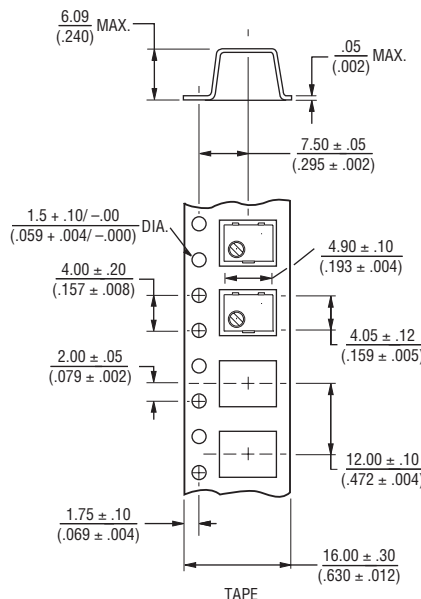 6.09
(.240)
MAX.
.05
(.002)
MAX.
7.50 ± .05
(.295 ± .002)
1.5 + .10/ –.00
(.059 + .004/ –.000)
DIA.
4.90 ± .10
(.193 ± .004)
4.00 ± .20
(.157 ± .008)
4.05 ± .12
(.159 ± .005)
2.00 ± .05
(.079 ± .002)
12.00 ± .10
(.472 ± .004)
1.75 ± .10
(.069 ± .004)
16.00 ± .30
(.630 ± .012)
TAPE